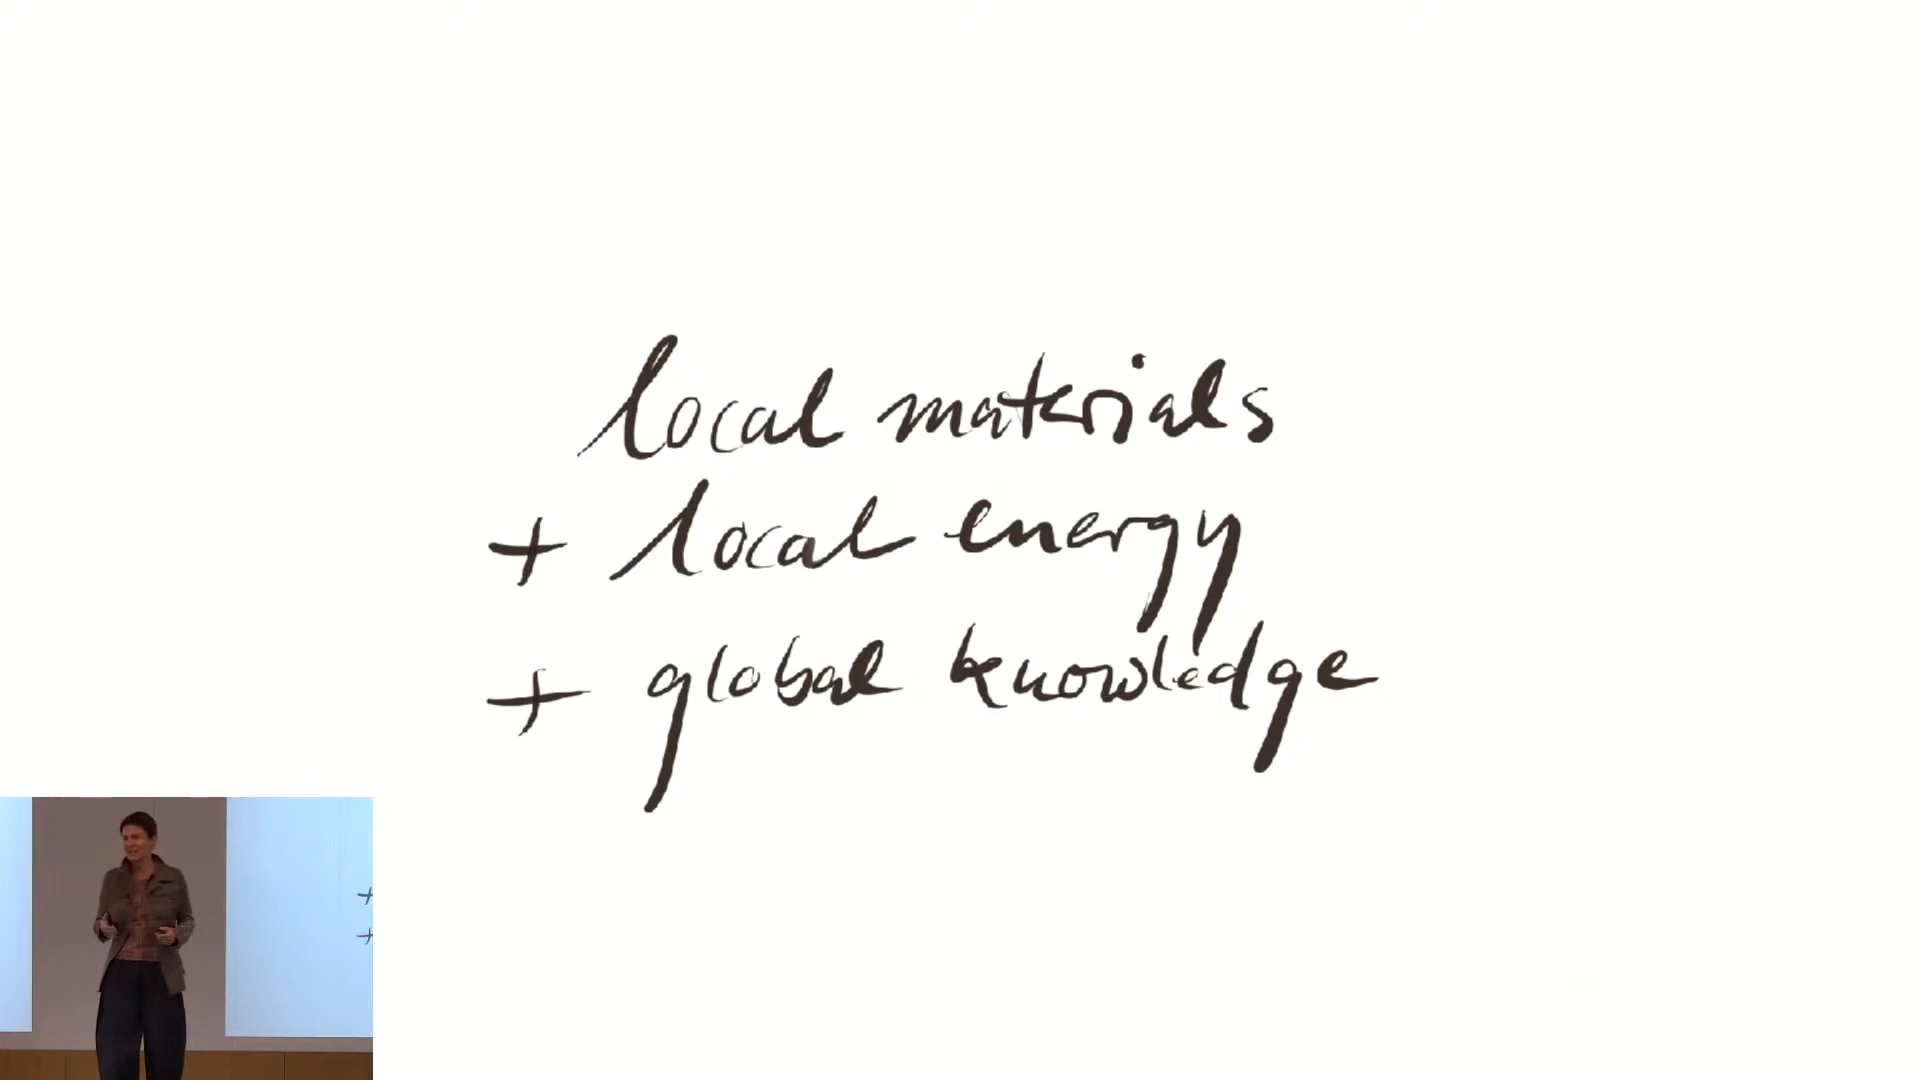 local materials
+ local energy
+ global knowledge
+
+